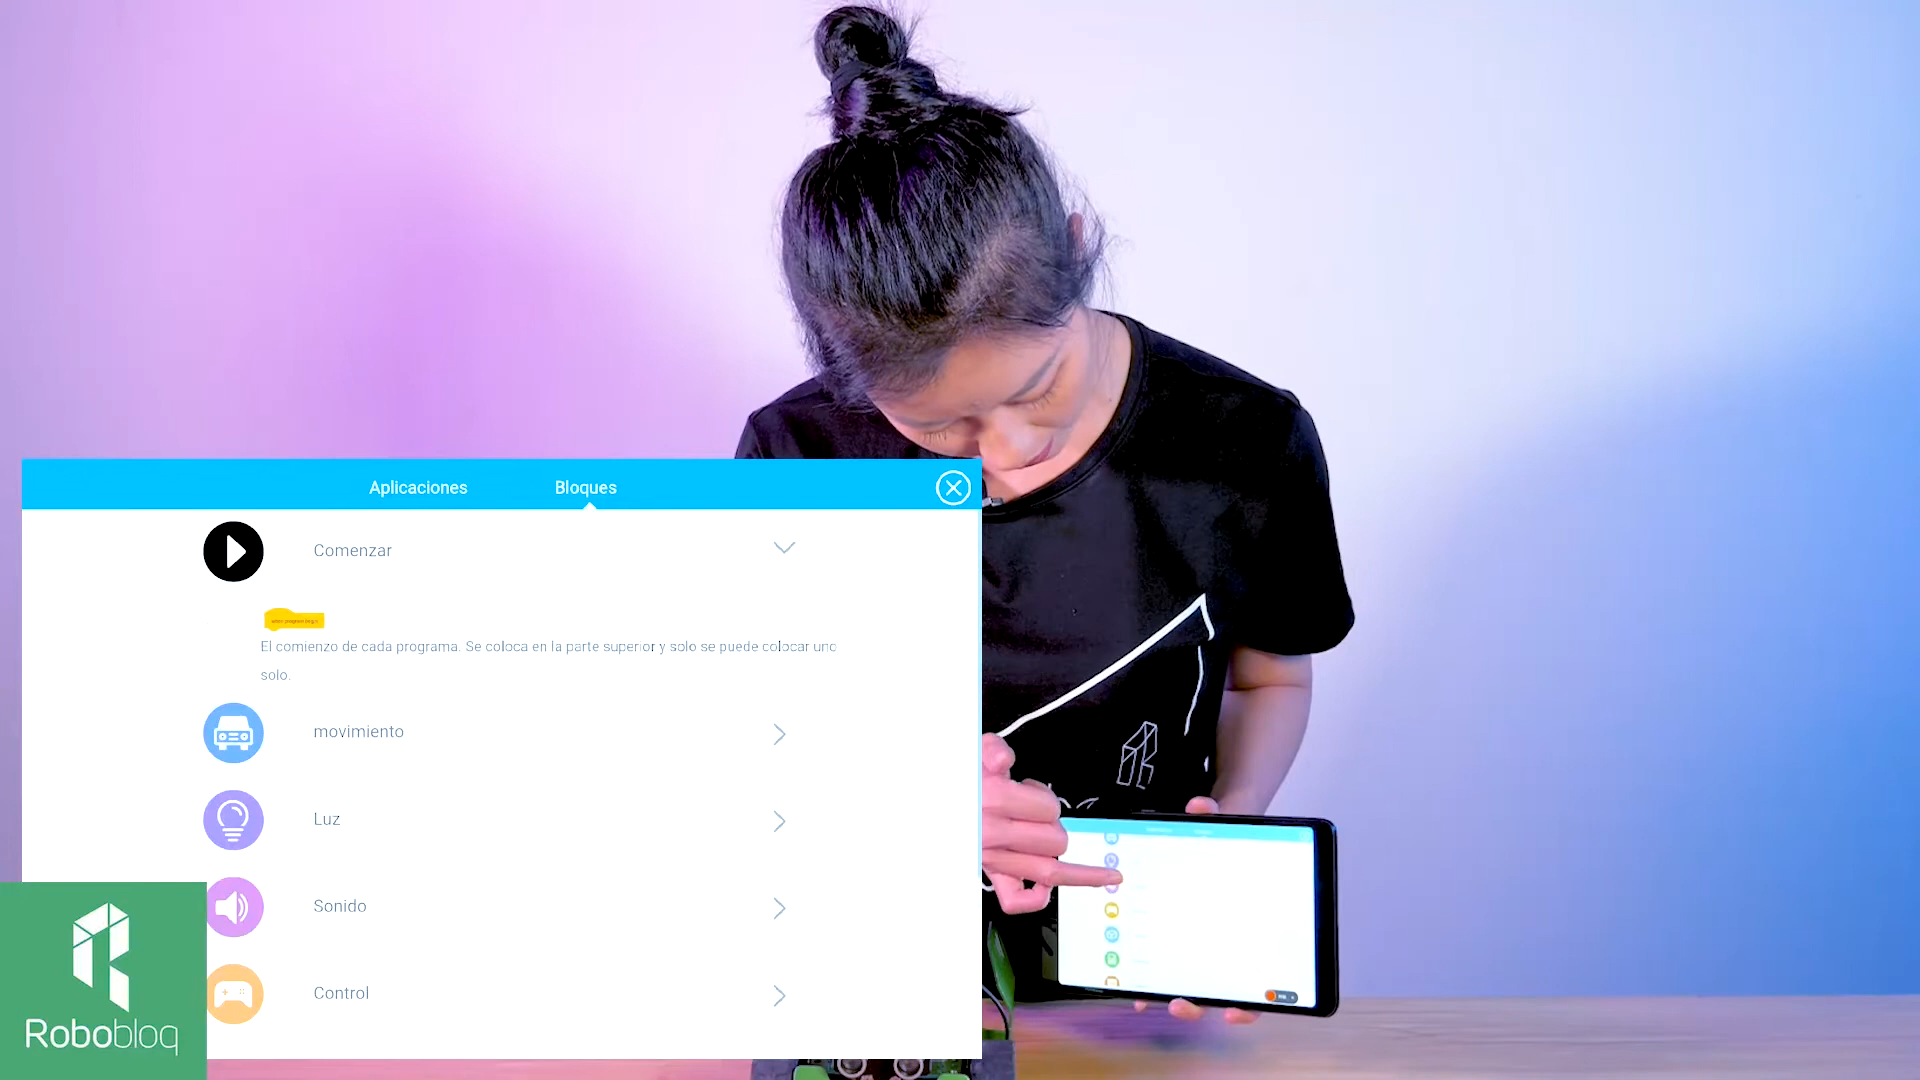 Aplicaciones
Bloques
Comenzar
El comienzo de cada programa. Se coloca en la parte superior y solo se puede colocar uno
solo.
movimiento
Luz
Sonido
Control
Robobloq